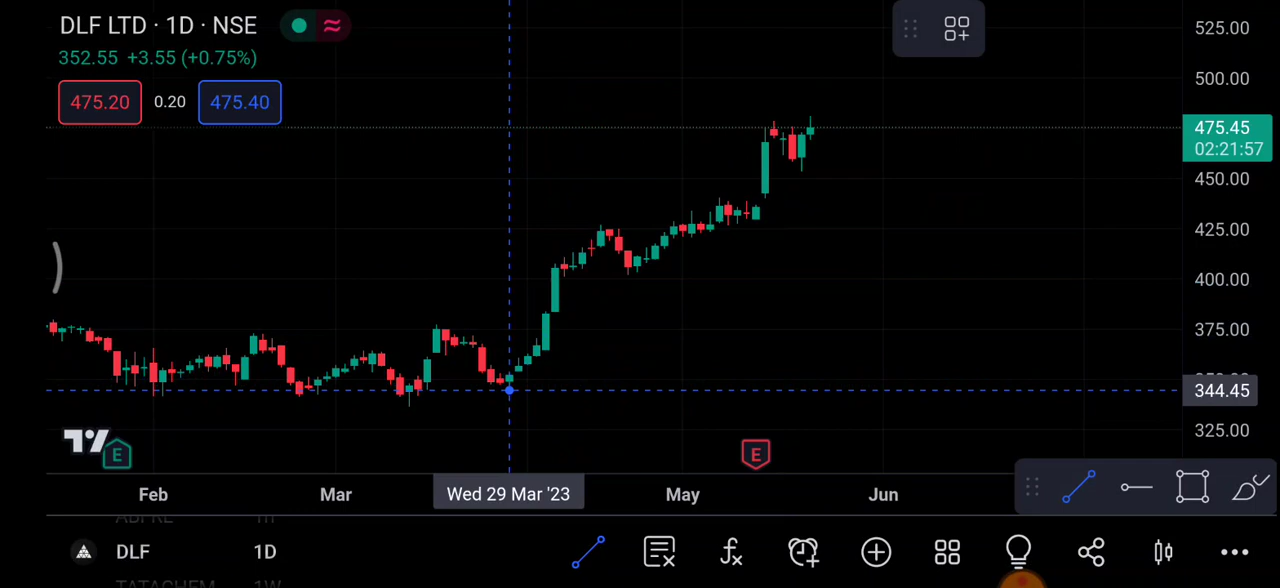 DLF LTD · 1D · NSE
352.55 +3.55 (+0.75%)
475.20 0.20 475.40
525.00
500.00
475.45
02:21:57
450.00
425.00
400.00
375.00
344.45
325.00
E
E
Feb Mar Wed 29 Mar '23 May Jun
DLF 1D
TATACHEM 1W